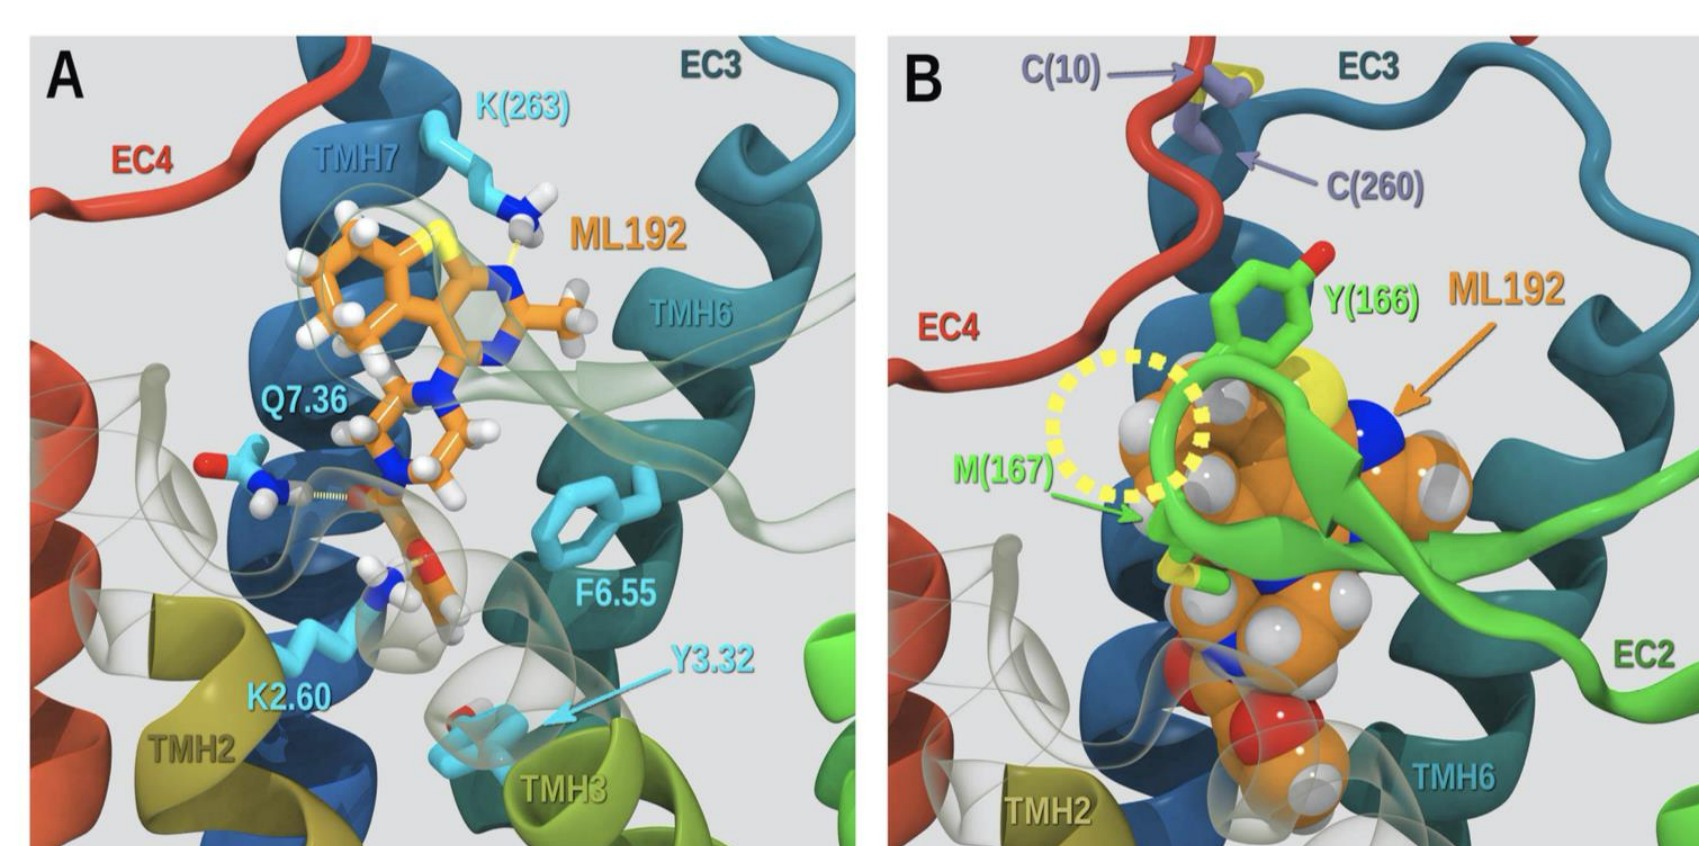 A
EC3
K(263)
EC4
TMH7
ML192
TMH6
Q7.36
F6.55
Y3.32
K2.60
TMH2
TMH3
B
C(10)
EC3
C(260)
ML192
Y(166)
EC4
M(167)
EC2
TMH6
TMH2